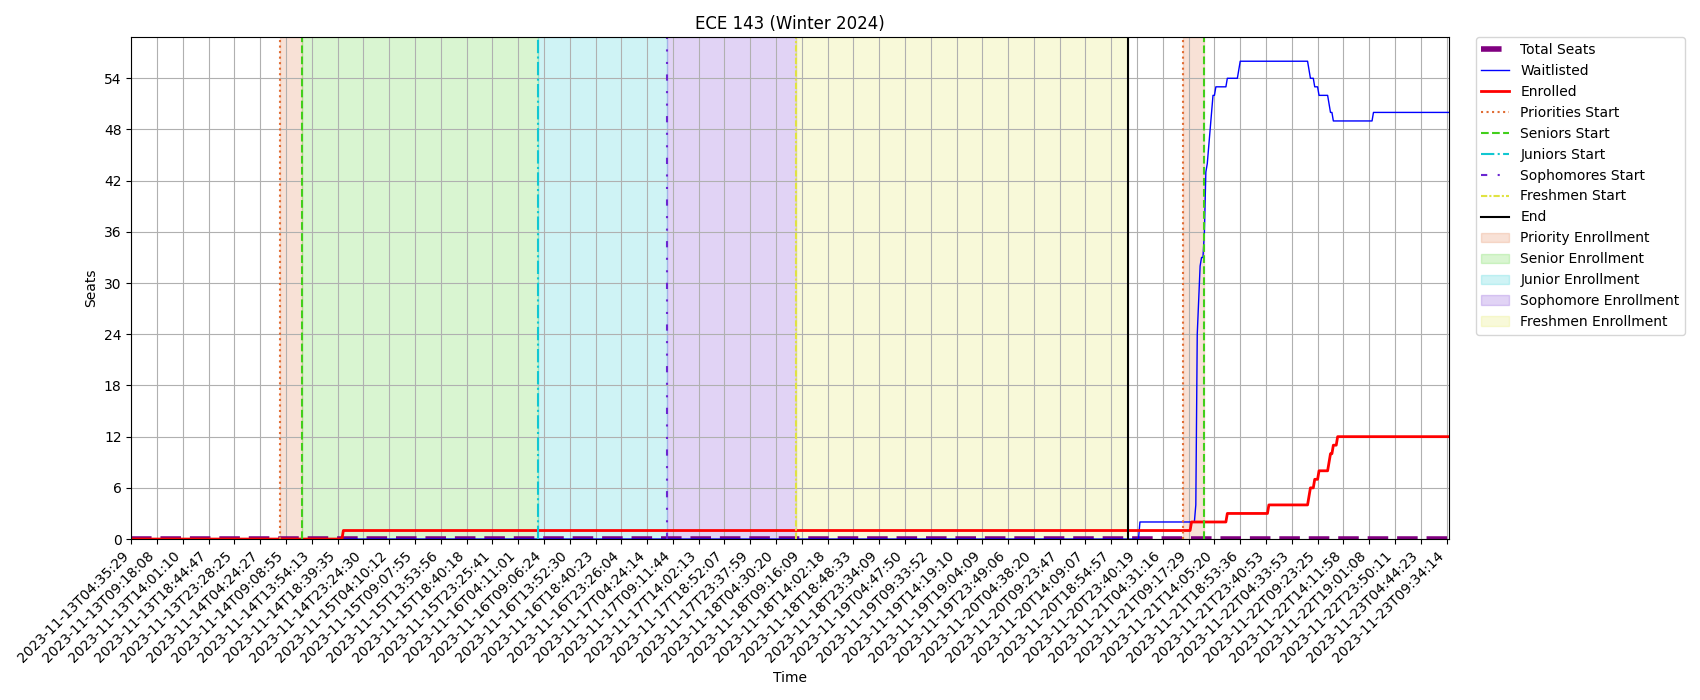 ECE 143 (Winter 2024)
Seats
54
48
42
36
30
24
18
12
6
0
2023-11-13T04:35:29
2023-11-13T09:18:08
2023-11-13T14:01:10
2023-11-13T18:44:47
2023-11-13T23:28:25
2023-11-14T04:24:27
2023-11-14T09:08:55
2023-11-14T13:54:13
2023-11-14T18:39:35
2023-11-14T23:24:30
2023-11-15T04:10:12
2023-11-15T09:07:55
2023-11-15T13:53:56
2023-11-15T18:40:18
2023-11-15T23:25:41
2023-11-16T04:11:01
2023-11-16T09:06:24
2023-11-16T13:52:30
2023-11-16T18:40:23
2023-11-16T23:26:04
2023-11-17T04:24:14
2023-11-17T09:11:44
2023-11-17T14:02:13
2023-11-17T18:52:07
2023-11-17T23:37:59
2023-11-18T04:30:20
2023-11-18T09:16:09
2023-11-18T14:02:18
2023-11-18T18:48:33
2023-11-18T23:34:09
2023-11-19T04:47:50
2023-11-19T09:33:52
2023-11-19T14:19:10
2023-11-19T19:04:09
2023-11-19T23:49:06
2023-11-20T04:38:20
2023-11-20T09:23:47
2023-11-20T14:09:07
2023-11-20T18:54:57
2023-11-20T23:40:19
2023-11-21T04:31:16
2023-11-21T09:17:29
2023-11-21T14:05:20
2023-11-21T18:53:36
2023-11-21T23:40:53
2023-11-22T04:33:53
2023-11-22T09:23:25
2023-11-22T14:11:58
2023-11-22T19:01:08
2023-11-22T23:50:11
2023-11-23T04:44:23
2023-11-23T09:34:14
Time
Total Seats
Waitlisted
Enrolled
Priorities Start
Seniors Start
Juniors Start
Sophomores Start
Freshmen Start
End
Priority Enrollment
Senior Enrollment
Junior Enrollment
Sophomore Enrollment
Freshmen Enrollment